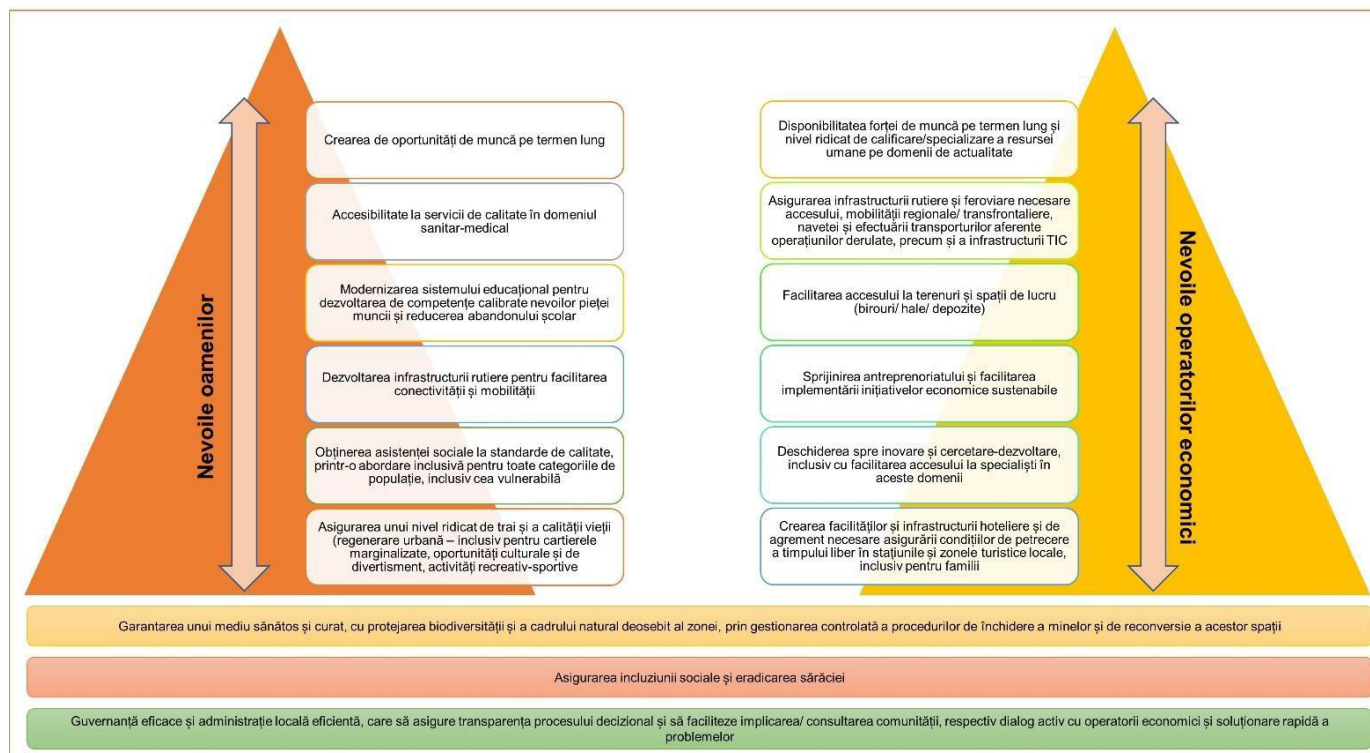 Nevoile oamenilor
Crearea de oportunități de muncă pe termen lung
Accesibilitate la servicii de calitate în domeniul
sanitar-medical
Modernizarea sistemului educațional pentru
dezvoltarea de competențe calibrate nevoilor pieței
muncii și reducerea abandonului școlar
Dezvoltarea infrastructurii rutiere pentru facilitarea
conectivității și mobilității
Obținerea asistenței sociale la standarde de calitate,
printr-o abordare inclusivă pentru toate categoriile de
populație, inclusiv cea vulnerabilă
Asigurarea unui nivel ridicat de trai și a calității vieții
(regenerare urbană – inclusiv pentru cartierele
marginalizate, oportunități culturale și de
divertisment, activități recreativ-sportive
Disponibilitatea forței de muncă pe termen lung și
nivel ridicat de calificare/specializare a resursei
umane pe domenii de actualitate
Asigurarea infrastructurii rutiere și feroviare necesare
accesului, mobilității regionale/ transfrontaliere,
navetei și efectuării transporturilor aferente
operațiunilor derulate, precum și a infrastructurii TIC
Facilitarea accesului la terenuri și spații de lucru
(birouri/ hale/ depozite)
Sprijinirea antreprenoriatului și facilitarea
implementării inițiativelor economice sustenabile
Deschiderea spre inovare și cercetare-dezvoltare,
inclusiv cu facilitarea accesului la specialiști în
aceste domenii
Crearea facilităților și infrastructurii hoteliere și de
agrement necesare asigurării condițiilor de petrecere
a timpului liber în stațiunile și zonele turistice locale,
inclusiv pentru familii
Nevoile operatorilor economici
Garantarea unui mediu sănătos și curat, cu protejarea biodiversității și a cadrului natural deosebit al zonei, prin gestionarea controlată a procedurilor de închidere a minelor și de reconversie a acestor spații
Asigurarea incluziunii sociale și eradicarea sărăciei
Guvernanță eficace și administrație locală eficientă, care să asigure transparența procesului decizional și să faciliteze implicarea/ consultarea comunității, respectiv dialog activ cu operatorii economici și soluționare rapidă a
problemelor